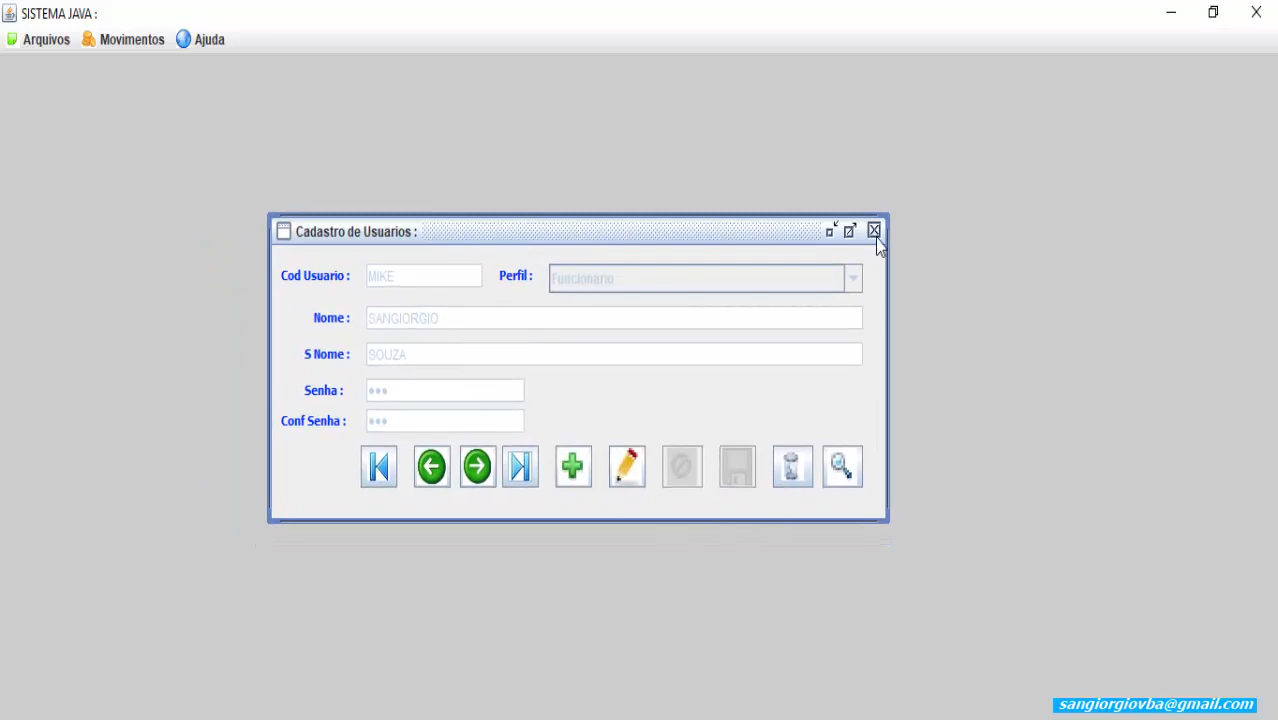 SISTEMA JAVA :
Arquivos Movimentos Ajuda
Cadastro de Usuarios :
Cod Usuario : MIKE Perfil : Funcionario
Nome : SANGIORGIO
S Nome : SOUZA
Senha : •••
Conf Senha : •••
sangiorgiovba@gmail.com